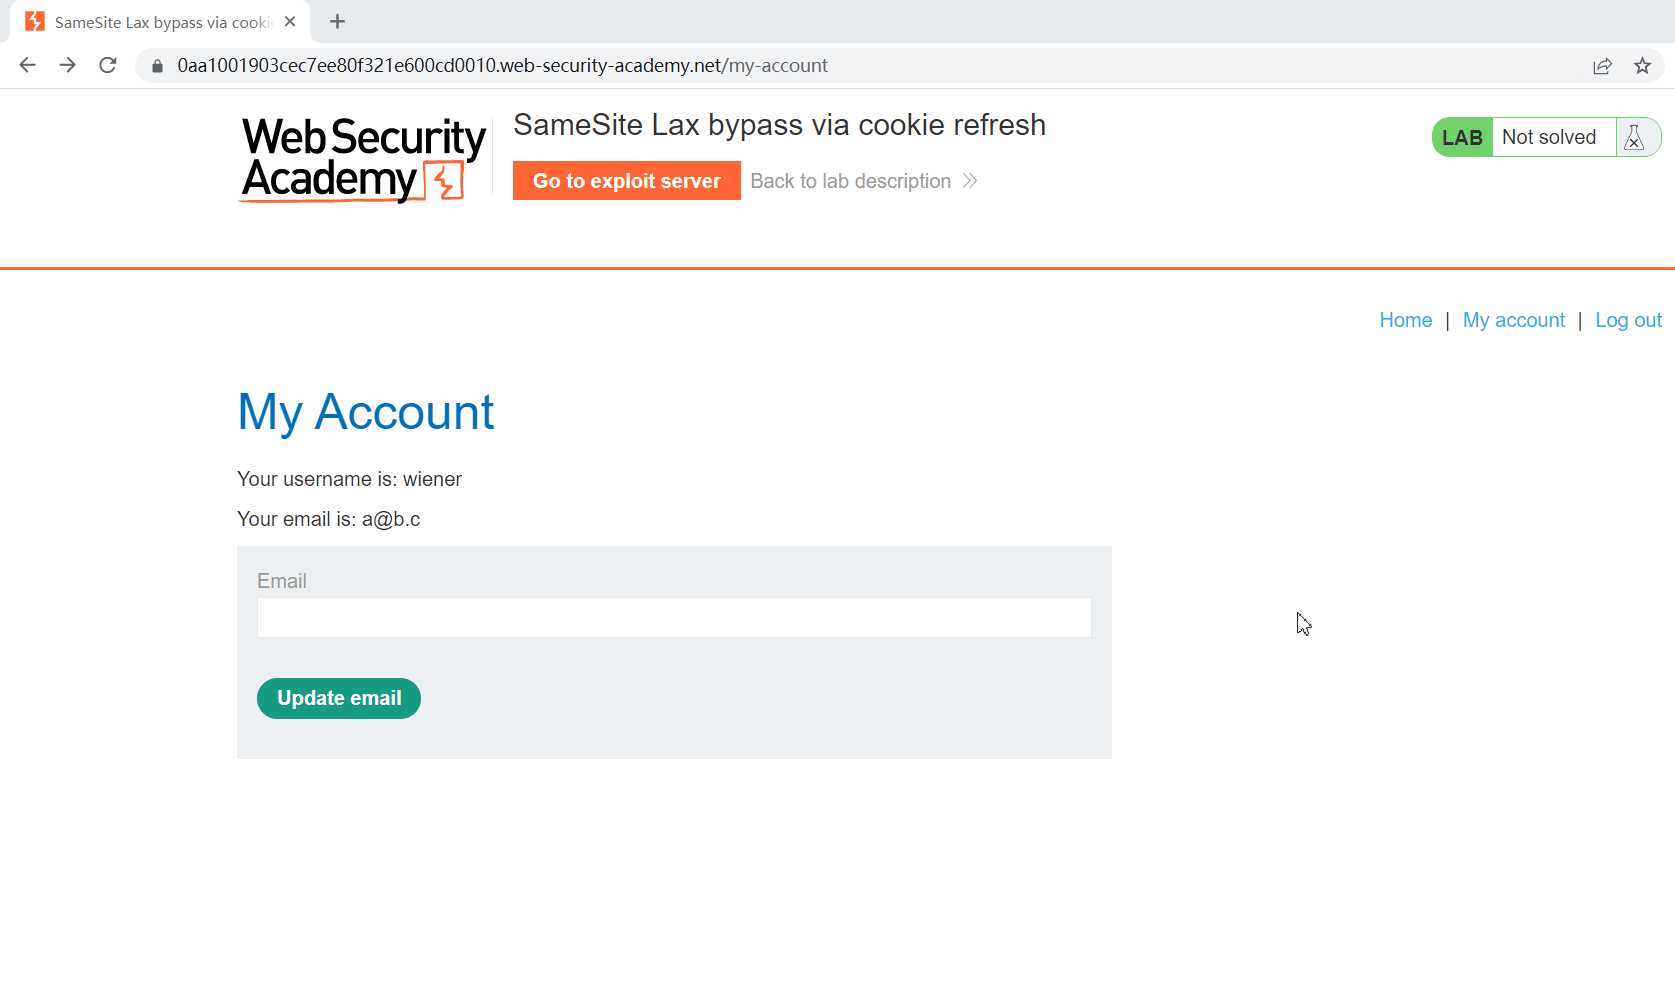 SameSite Lax bypass via cooki
0aa1001903cec7ee80f321e600cd0010.web-security-academy.net/my-account
WebSecurity
Academy
SameSite Lax bypass via cookie refresh
Go to exploit server
Back to lab description
LAB
Not solved
Home | My account | Log out
My Account
Your username is: wiener
Your email is: a@b.c
Email
Update email